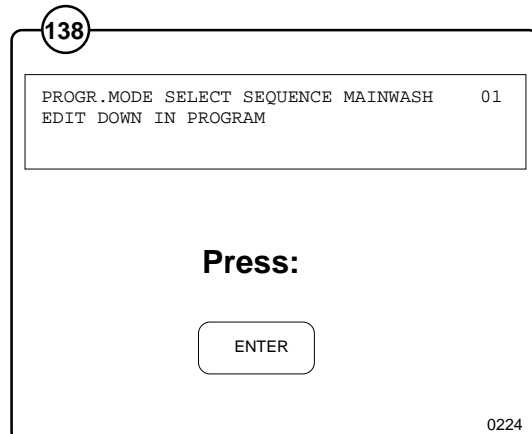 138
PROGR.MODE SELECT SEQUENCE MAINWASH 01
EDIT DOWN IN PROGRAM
Press:
ENTER
0224